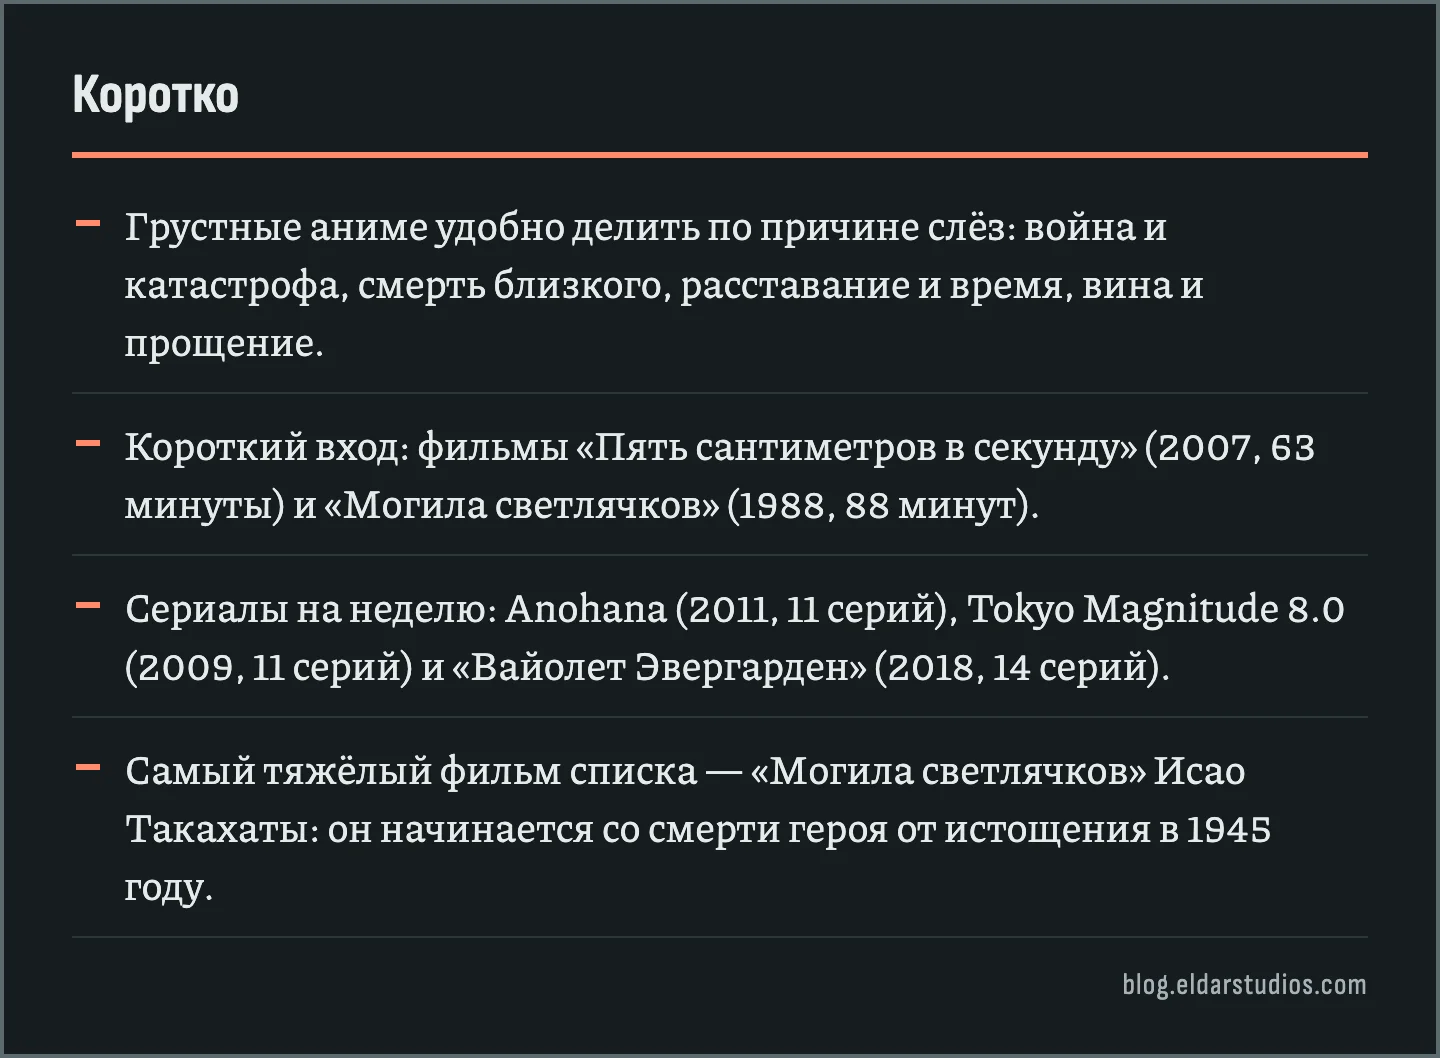 Коротко
– Грустные аниме удобно делить по причине слёз: война и
катастрофа, смерть близкого, расставание и время, вина и
прощение.
– Короткий вход: фильмы «Пять сантиметров в секунду» (2007, 63
минуты) и «Могила светлячков» (1988, 88 минут).
– Сериалы на неделю: Anohana (2011, 11 серий), Tokyo Magnitude 8.0
(2009, 11 серий) и «Вайолет Эвергарден» (2018, 14 серий).
– Самый тяжёлый фильм списка — «Могила светлячков» Исао
Такахаты: он начинается со смерти героя от истощения в 1945
году.
blog.eldarstudios.com